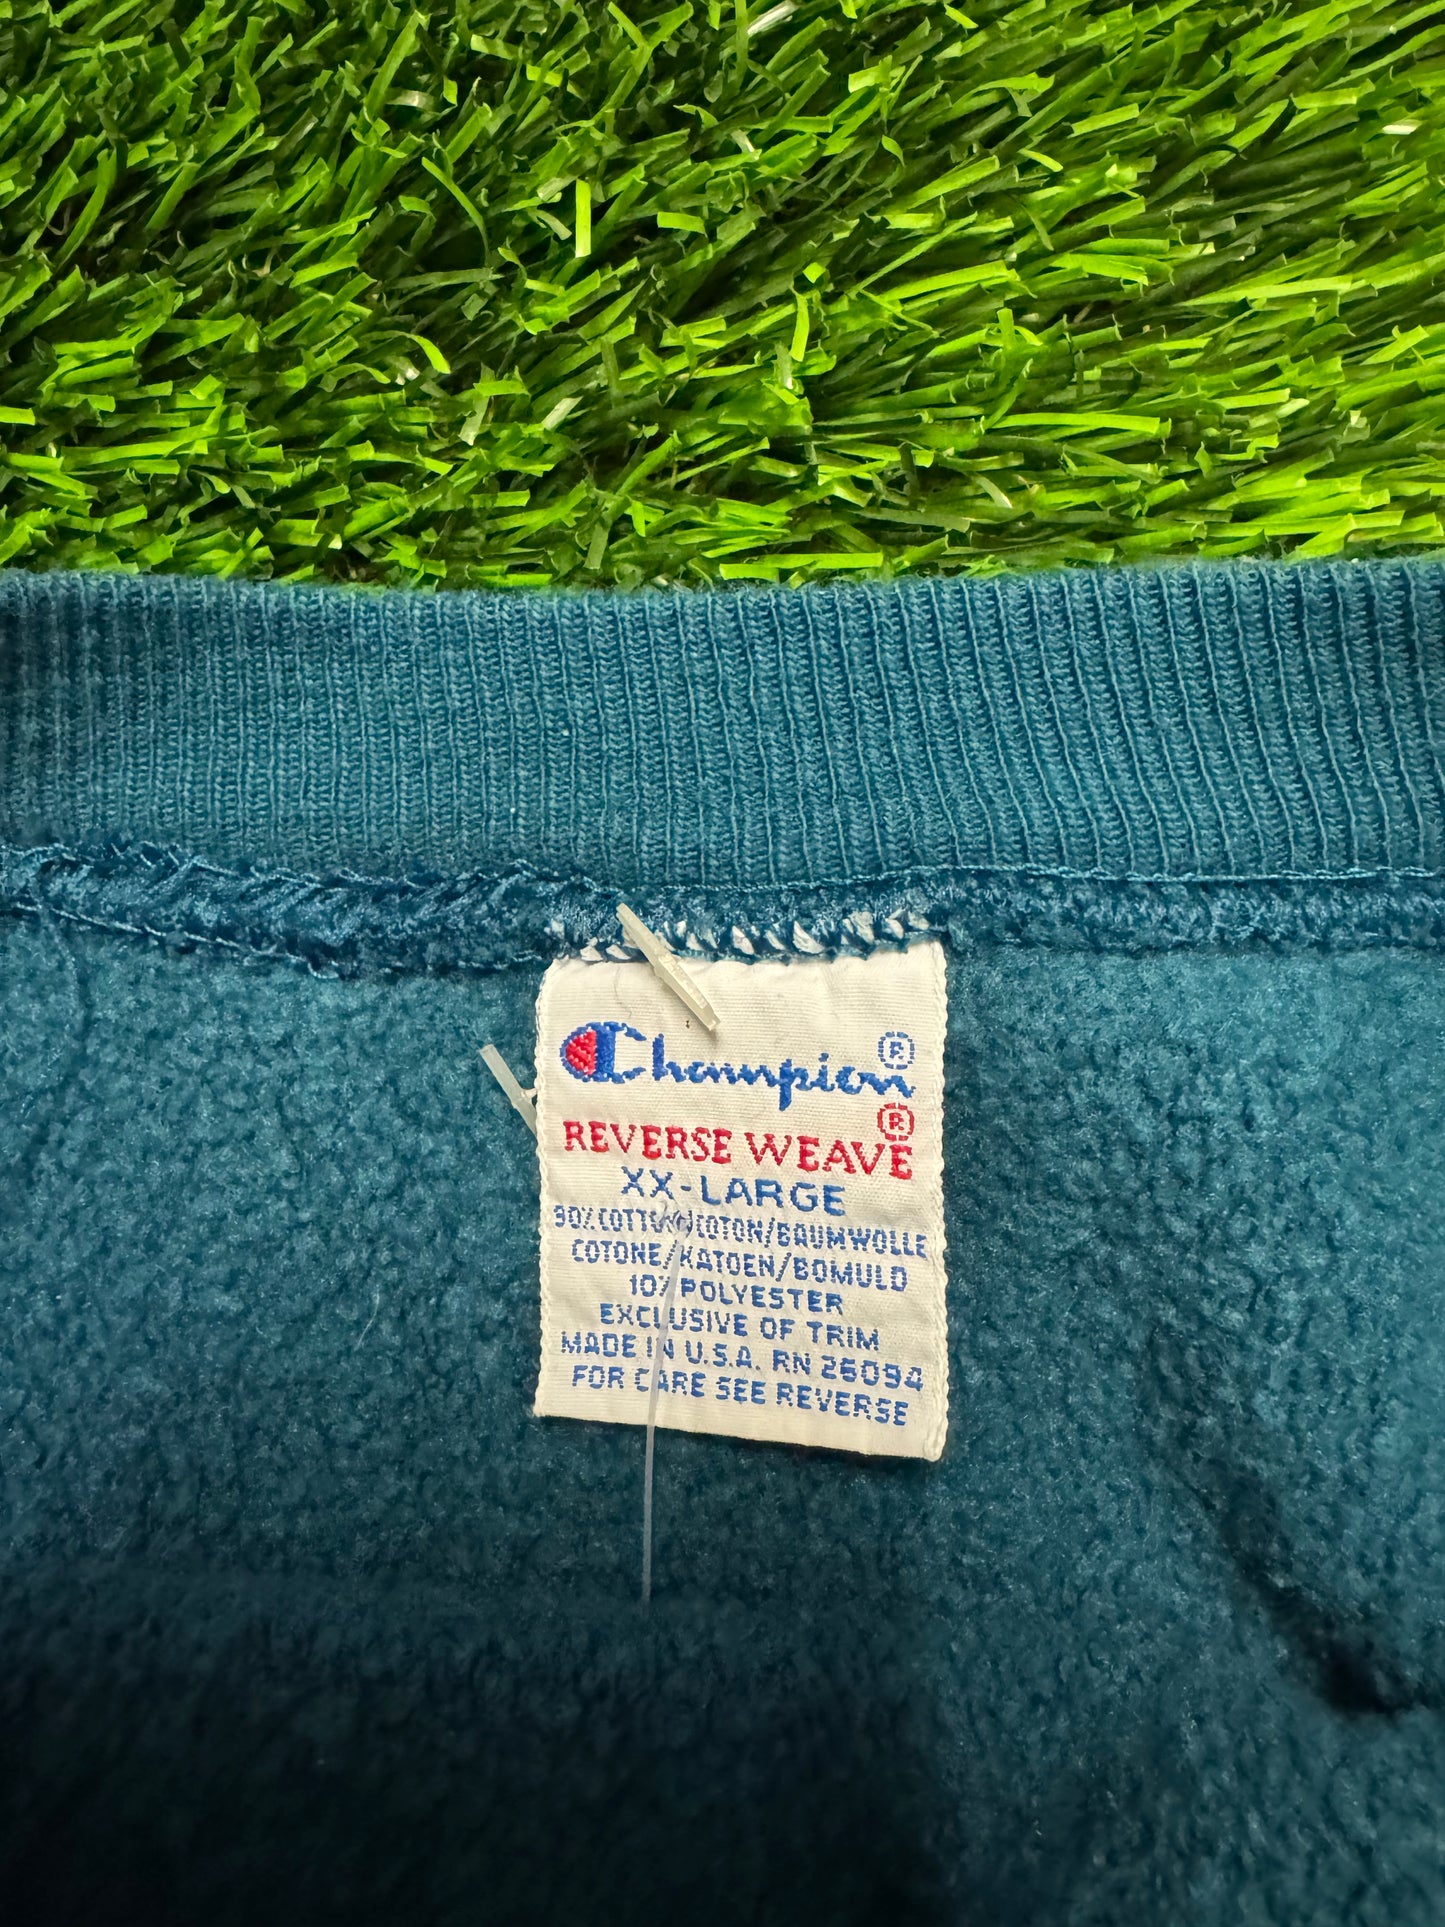 Champion®
REVERSE WEAVE®
XX-LARGE
90% COTTON/COTON/BAUMWOLLE
COTONE/KATOEN/BOMULD
10% POLYESTER
EXCLUSIVE OF TRIM
MADE IN U.S.A. RN 26094
FOR CARE SEE REVERSE